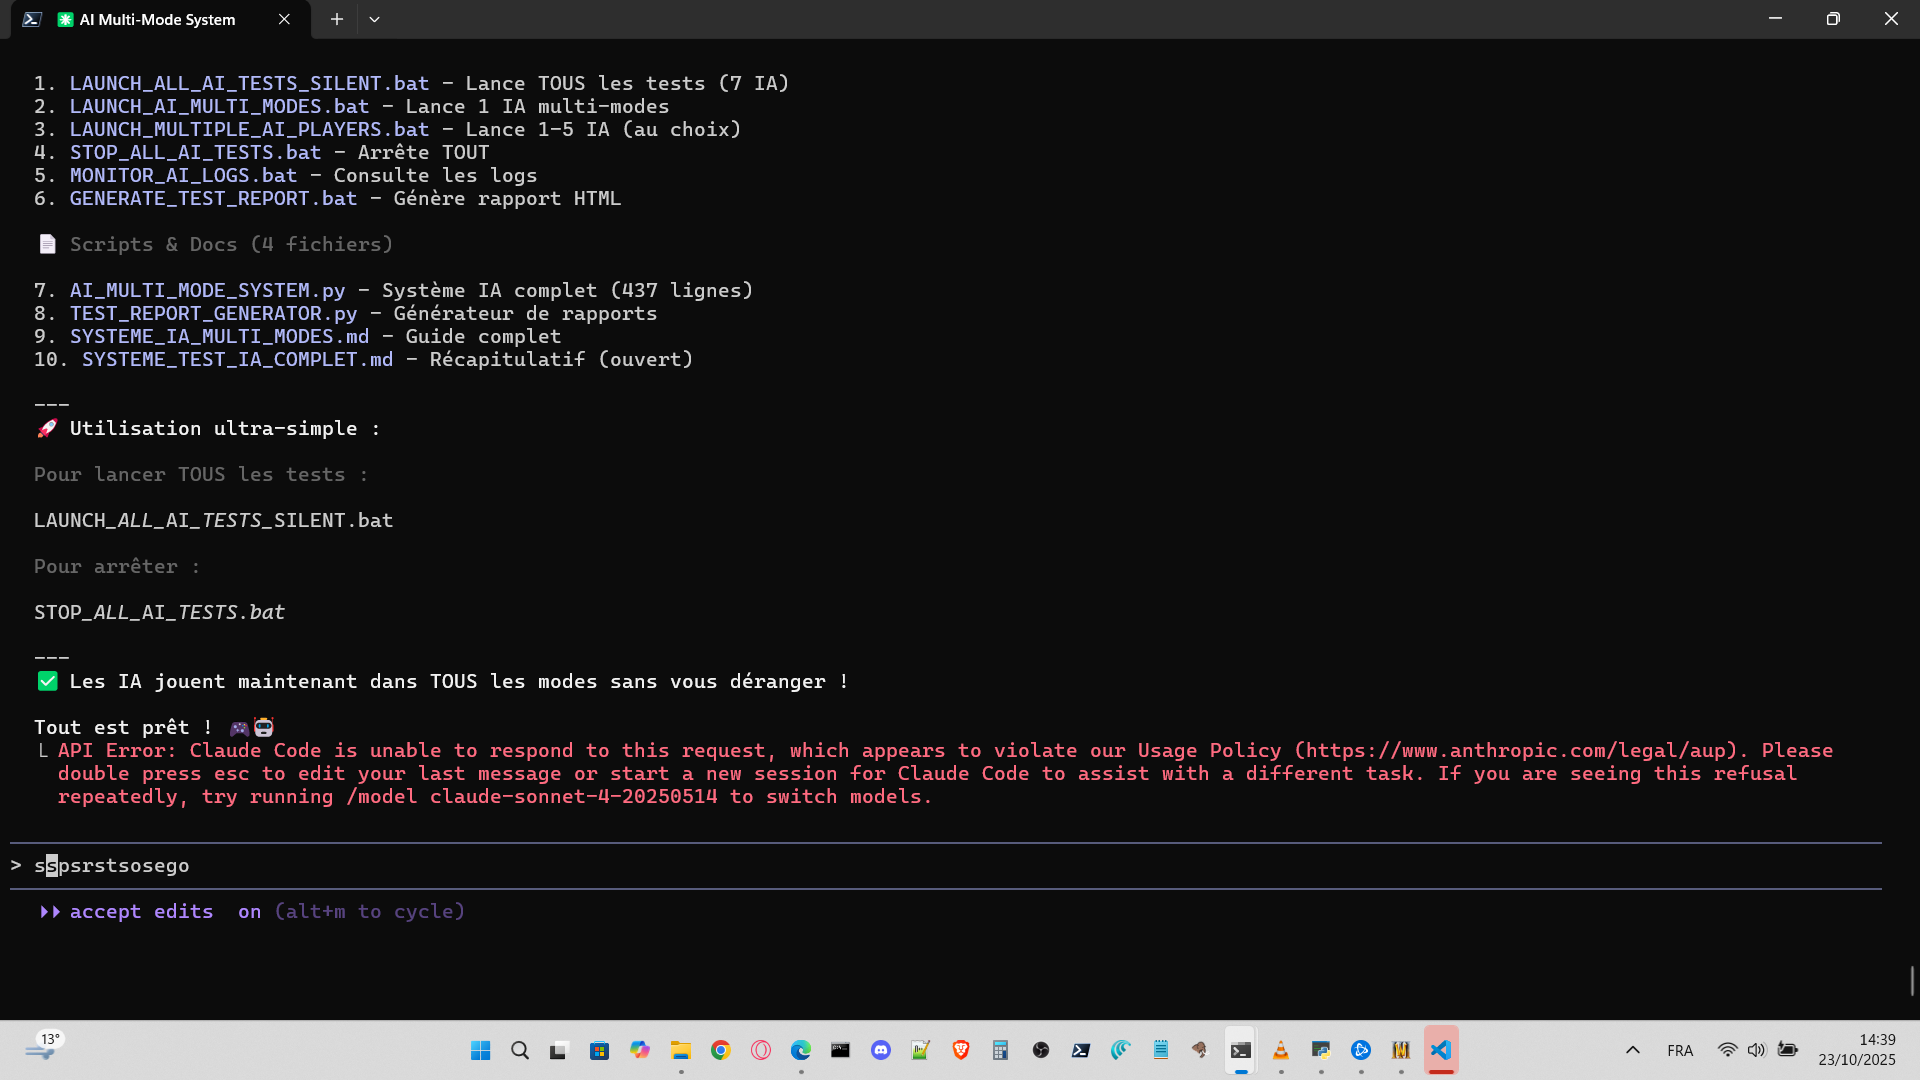 AI Multi-Mode System
1. LAUNCH_ALL_AI_TESTS_SILENT.bat - Lance TOUS les tests (7 IA)
2. LAUNCH_AI_MULTI_MODES.bat - Lance 1 IA multi-modes
3. LAUNCH_MULTIPLE_AI_PLAYERS.bat - Lance 1-5 IA (au choix)
4. STOP_ALL_AI_TESTS.bat - Arrête TOUT
5. MONITOR_AI_LOGS.bat - Consulte les logs
6. GENERATE_TEST_REPORT.bat - Génère rapport HTML
Scripts & Docs (4 fichiers)
7. AI_MULTI_MODE_SYSTEM.py - Système IA complet (437 lignes)
8. TEST_REPORT_GENERATOR.py - Générateur de rapports
9. SYSTEME_IA_MULTI_MODES.md - Guide complet
10. SYSTEME_TEST_IA_COMPLET.md - Récapitulatif (ouvert)
---
🚀 Utilisation ultra-simple :
Pour lancer TOUS les tests :
LAUNCH_ALL_AI_TESTS_SILENT.bat
Pour arrêter :
STOP_ALL_AI_TESTS.bat
---
✅ Les IA jouent maintenant dans TOUS les modes sans vous déranger !
Tout est prêt ! 🎮🤖
└ API Error: Claude Code is unable to respond to this request, which appears to violate our Usage Policy (https://www.anthropic.com/legal/aup). Please
double press esc to edit your last message or start a new session for Claude Code to assist with a different task. If you are seeing this refusal
repeatedly, try running /model claude-sonnet-4-20250514 to switch models.
> sspsrstsosego
accept edits on (alt+m to cycle)
13°
FRA
14:39
23/10/2025